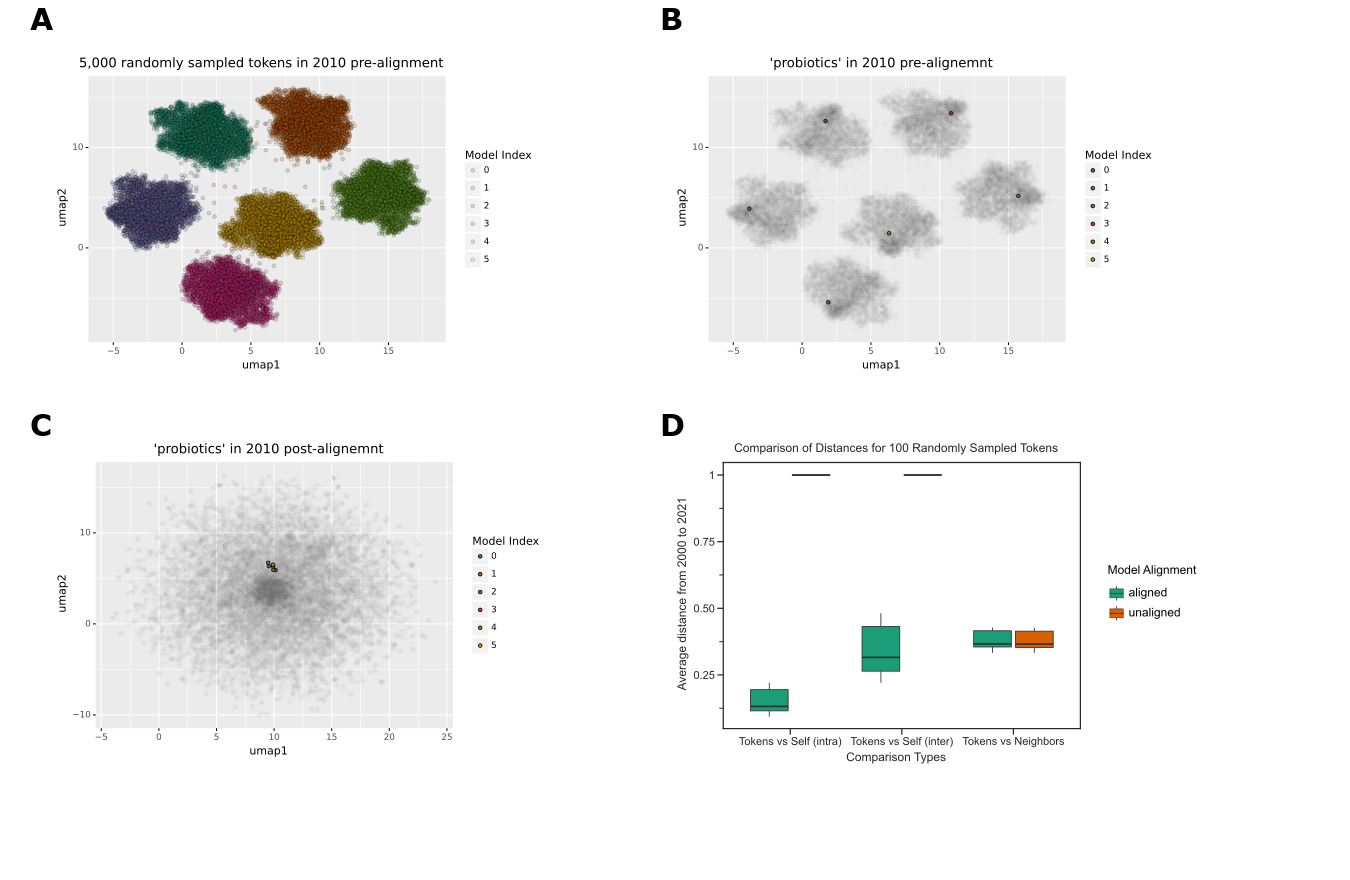 A
5,000 randomly sampled tokens in 2010 pre-alignment
umap2
10
0
−5
0
5
10
15
umap1
Model Index
0
1
2
3
4
5
B
'probiotics' in 2010 pre-alignemnt
umap2
10
0
−5
0
5
10
15
umap1
Model Index
0
1
2
3
4
5
C
'probiotics' in 2010 post-alignemnt
umap2
10
0
−10
−5
0
5
10
15
20
25
umap1
Model Index
0
1
2
3
4
5
D
Comparison of Distances for 100 Randomly Sampled Tokens
Average distance from 2000 to 2021
1
0.75
0.50
0.25
Tokens vs Self (intra)
Tokens vs Self (inter)
Tokens vs Neighbors
Comparison Types
Model Alignment
aligned
unaligned